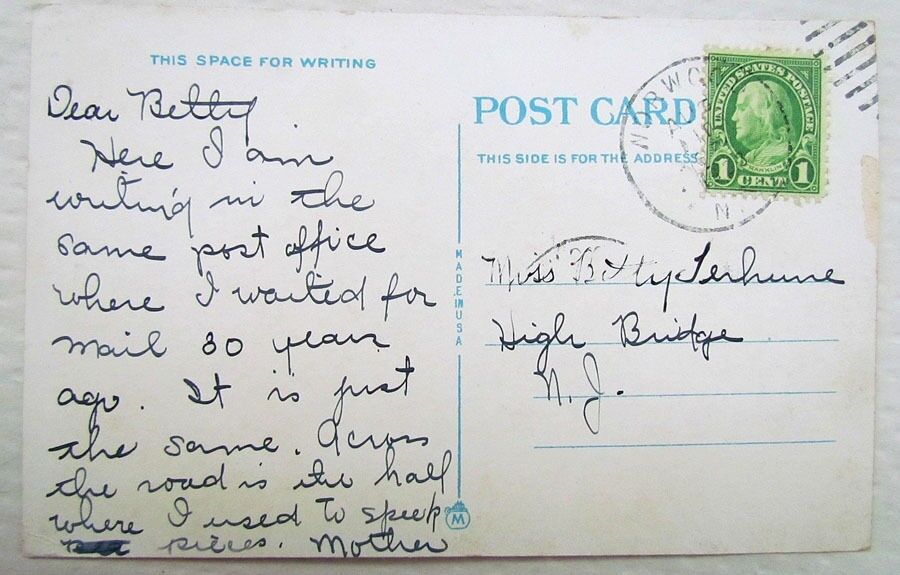 THIS SPACE FOR WRITING
Dear Betty
Here I am
writing in the
same post office
where I waited for
mail 30 years
ago. It is just
the same. Across
the road is the hall
where I used to speek
pieces. Mother
POST CARD
THIS SIDE IS FOR THE ADDRESS
UNITED STATES POSTAGE
FRANKLIN
1 CENT 1
MADE IN USA
M
Miss Betty Terhune
High Bridge
N. J.